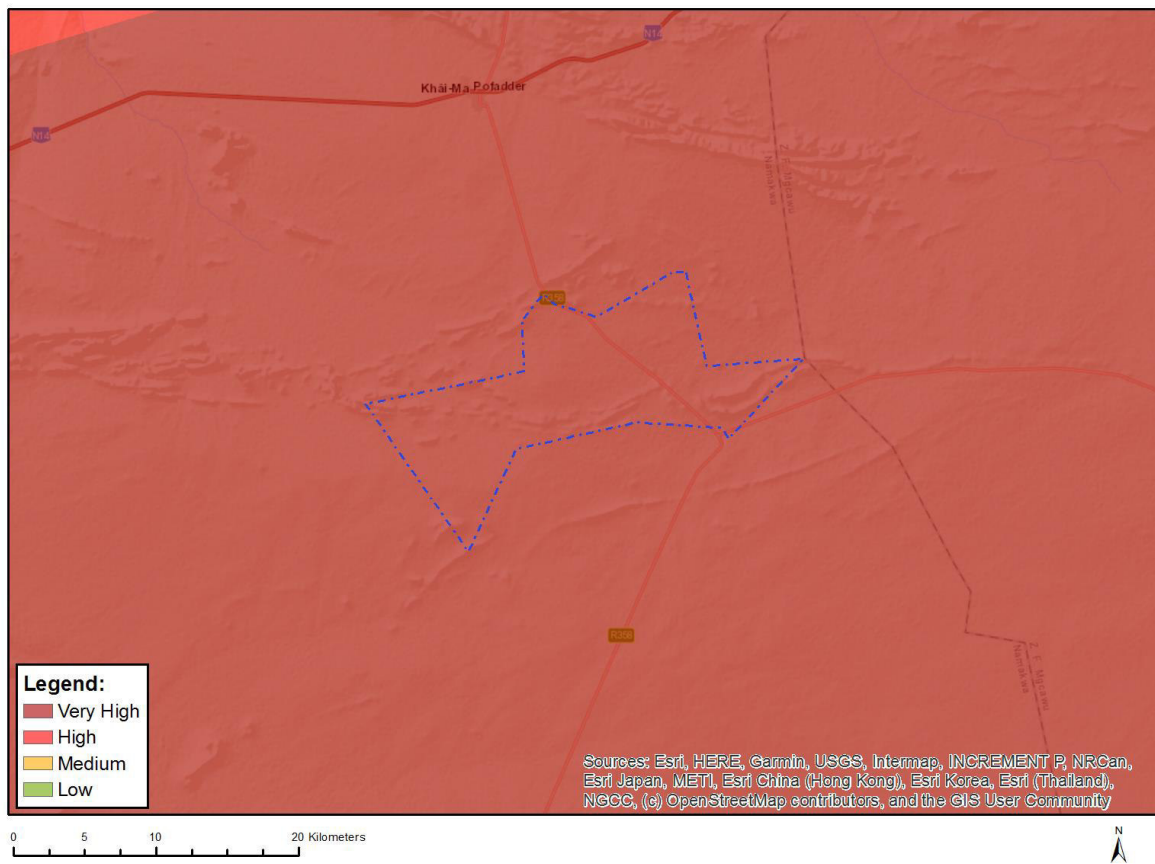 N14
Khâi-Ma Pofadder
N14
Z. F. Mgcawu
Namakwa
R358
R358
Z. F. Mgcawu
Namakwa
Legend:
Very High
High
Medium
Low
Sources: Esri, HERE, Garmin, USGS, Intermap, INCREMENT P, NRCan,
Esri Japan, METI, Esri China (Hong Kong), Esri Korea, Esri (Thailand),
NGCC, (c) OpenStreetMap contributors, and the GIS User Community
0 5 10 20 Kilometers
N